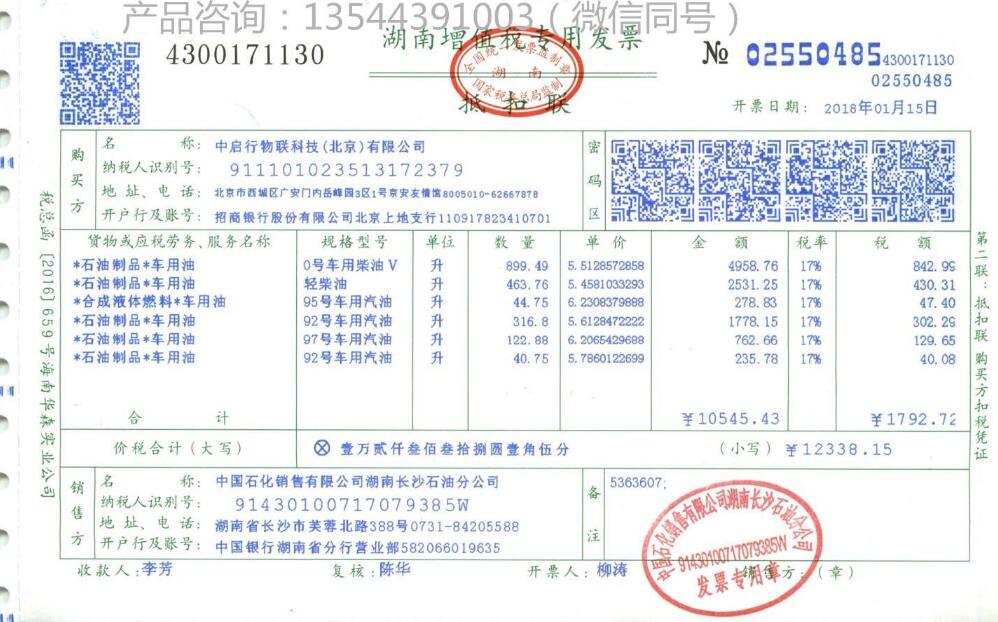 产品咨询：13544391003（微信同号）
4300171130
湖南增值税专用发票
全国统一发票监制章
湖南
国家税务总局监制
抵扣联
№ 02550485 4300171130
02550485
开票日期： 2018年01月15日
购买方
名 称： 中启行物联科技(北京)有限公司
纳税人识别号： 911101023513172379
地址、电话： 北京市西城区广安门内岳峰园3区1号京安友情馆8005010-62667878
开户行及账号： 招商银行股份有限公司北京上地支行110917823410701
密码区
货物或应税劳务、服务名称 规格型号 单位 数量 单价 金额 税率 税额
*石油制品*车用油 0号车用柴油V 升 899.49 5.5128572858 4958.76 17% 842.99
*石油制品*车用油 轻柴油 升 463.76 5.4581033293 2531.25 17% 430.31
*合成液体燃料*车用油 95号车用汽油 升 44.75 6.2308379888 278.83 17% 47.40
*石油制品*车用油 92号车用汽油 升 316.8 5.6128472222 1778.15 17% 302.29
*石油制品*车用油 97号车用汽油 升 122.88 6.2065429688 762.66 17% 129.65
*石油制品*车用油 92号车用汽油 升 40.75 5.7860122699 235.78 17% 40.08
合 计 ￥10545.43 ￥1792.72
价税合计（大写） ⊗ 壹万贰仟叁佰叁拾捌圆壹角伍分 （小写）￥12338.15
销售方
名 称： 中国石化销售有限公司湖南长沙石油分公司
纳税人识别号： 91430100717079385W
地址、电话： 湖南省长沙市芙蓉北路388号0731-84205588
开户行及账号： 中国银行湖南省分行营业部582066019635
备注
5363607;
中国石化销售有限公司湖南长沙石油分公司
91430100717079385W
发票专用章
收款人：李芳 复核：陈华 开票人：柳涛 销售方：（章）
税总函［2016］659号海南华森实业公司
第二联：抵扣联 购买方扣税凭证